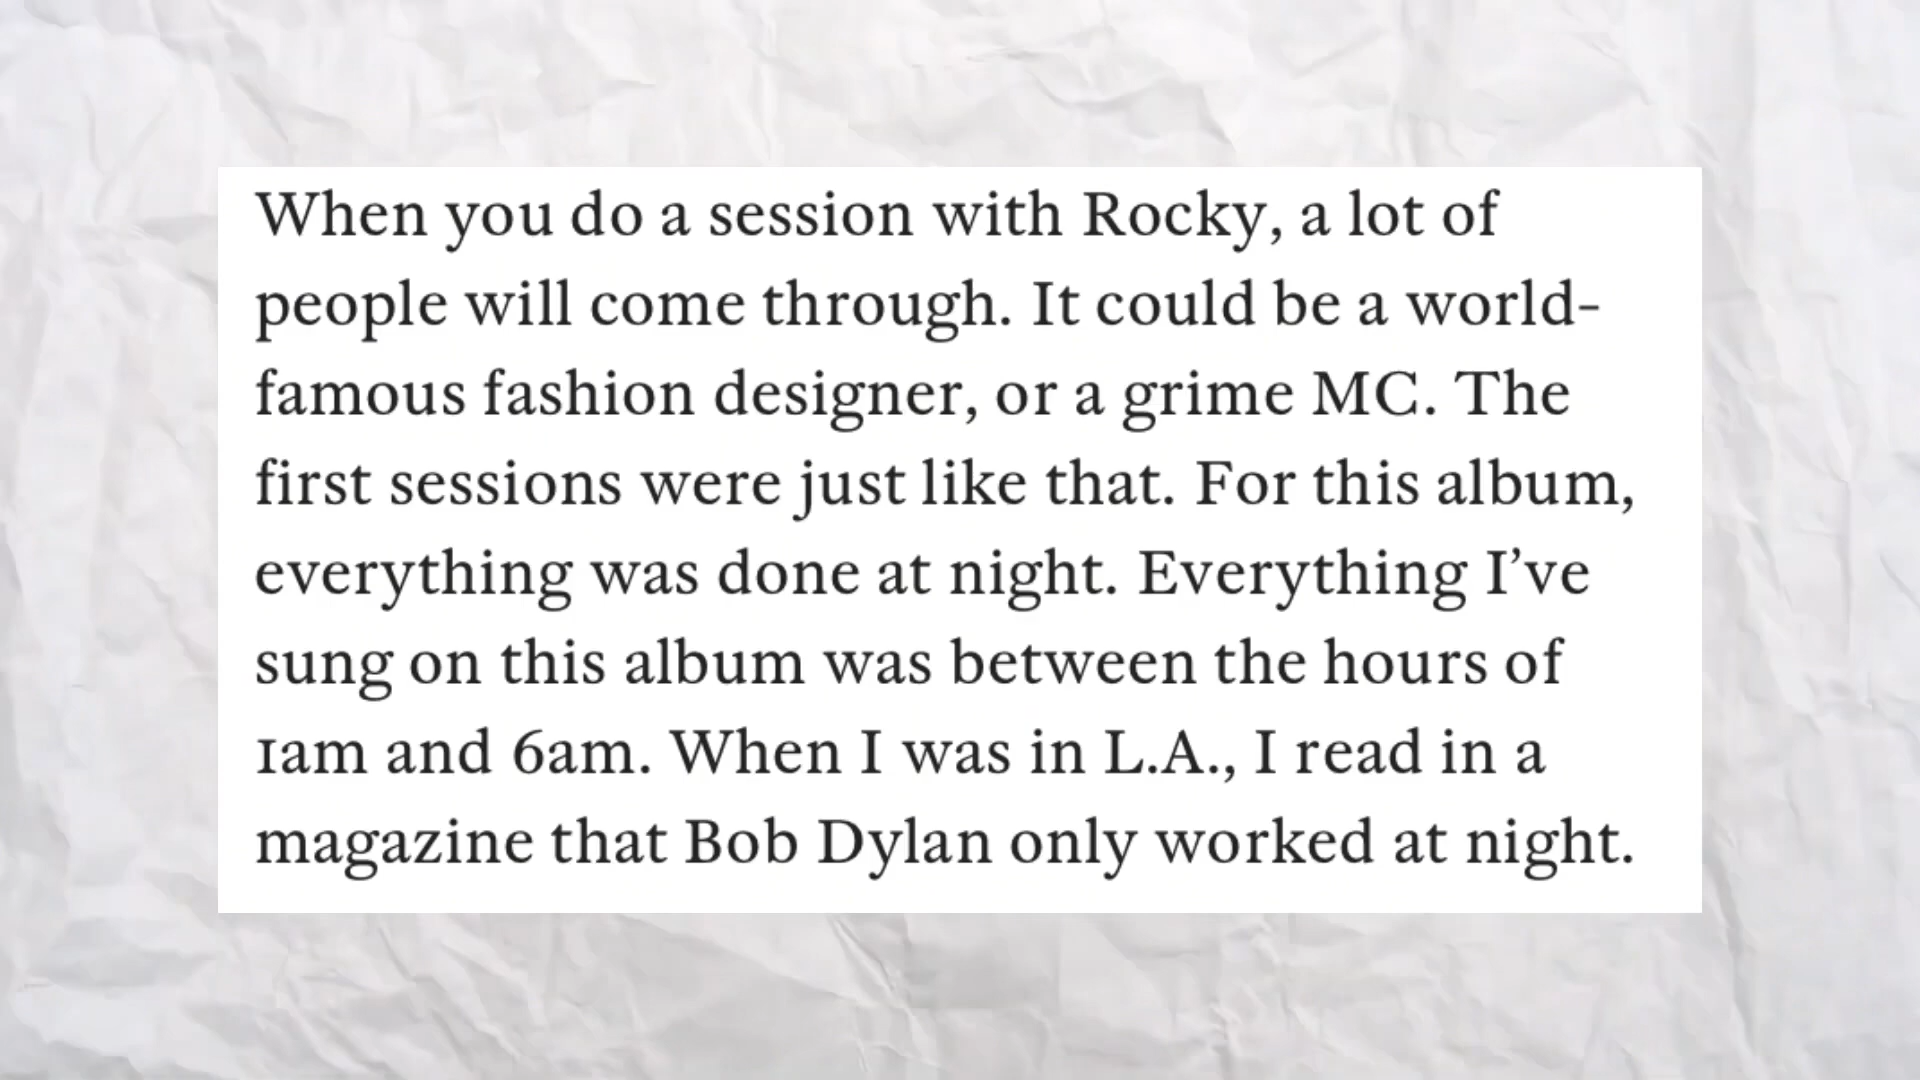 When you do a session with Rocky, a lot of
people will come through. It could be a world-
famous fashion designer, or a grime MC. The
first sessions were just like that. For this album,
everything was done at night. Everything I’ve
sung on this album was between the hours of
1am and 6am. When I was in L.A., I read in a
magazine that Bob Dylan only worked at night.